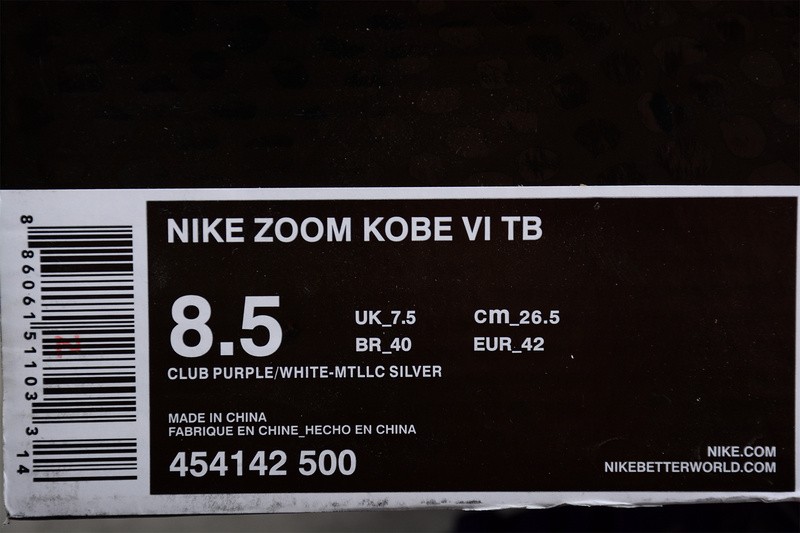 NIKE ZOOM KOBE VI TB
8.5
UK_7.5
cm_26.5
BR_40
EUR_42
CLUB PURPLE/WHITE-MTLLC SILVER
MADE IN CHINA
FABRIQUE EN CHINE_HECHO EN CHINA
454142 500
NIKE.COM
NIKEBETTERWORLD.COM
8 86061 51103 3 14